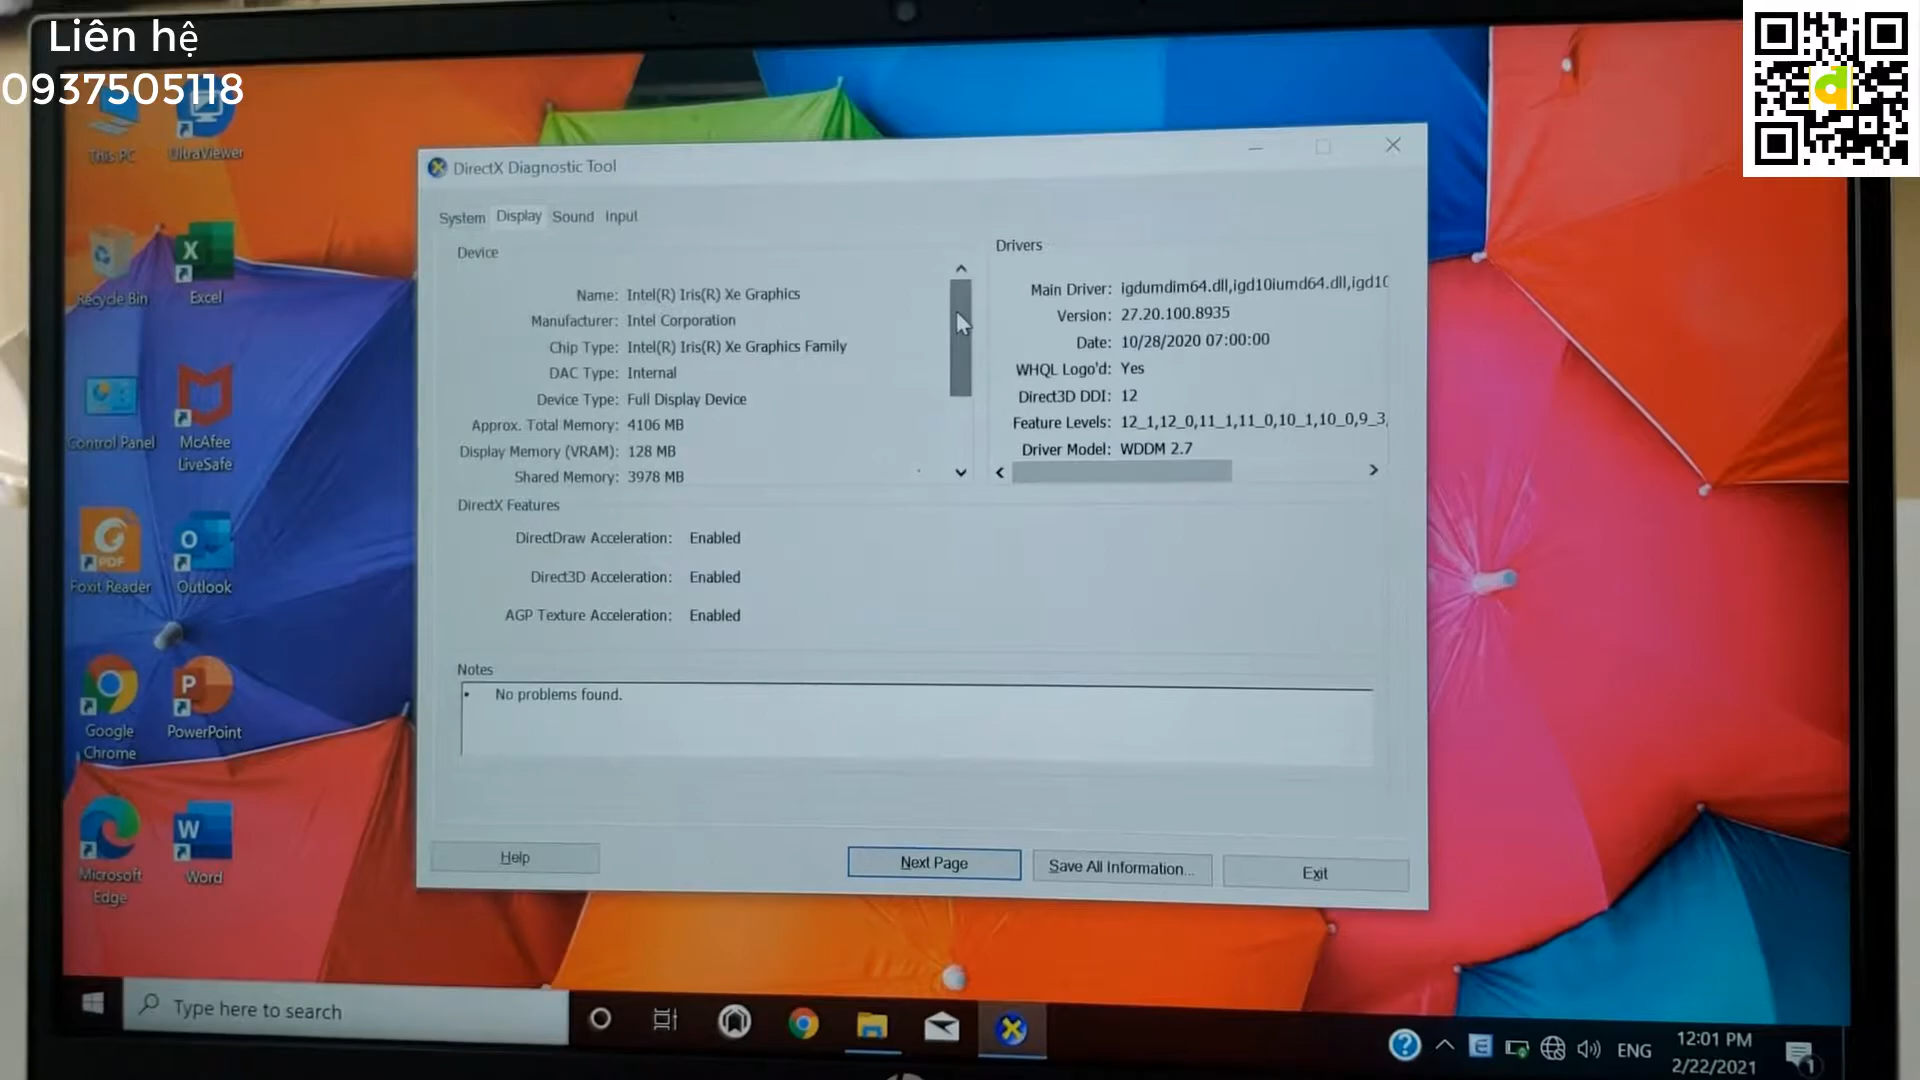 Liên hệ
0937505118
This PC
UltraViewer
Recycle Bin
Excel
Control Panel
McAfee
LiveSafe
Foxit Reader
PDF
Outlook
Google
Chrome
PowerPoint
Microsoft
Edge
Word
DirectX Diagnostic Tool
System Display Sound Input
Device
Name: Intel(R) Iris(R) Xe Graphics
Manufacturer: Intel Corporation
Chip Type: Intel(R) Iris(R) Xe Graphics Family
DAC Type: Internal
Device Type: Full Display Device
Approx. Total Memory: 4106 MB
Display Memory (VRAM): 128 MB
Shared Memory: 3978 MB
Drivers
Main Driver: igdumdim64.dll,igd10iumd64.dll,igd10
Version: 27.20.100.8935
Date: 10/28/2020 07:00:00
WHQL Logo'd: Yes
Direct3D DDI: 12
Feature Levels: 12_1,12_0,11_1,11_0,10_1,10_0,9_3,
Driver Model: WDDM 2.7
DirectX Features
DirectDraw Acceleration: Enabled
Direct3D Acceleration: Enabled
AGP Texture Acceleration: Enabled
Notes
• No problems found.
Help
Next Page
Save All Information...
Exit
Type here to search
ENG
12:01 PM
2/22/2021
1